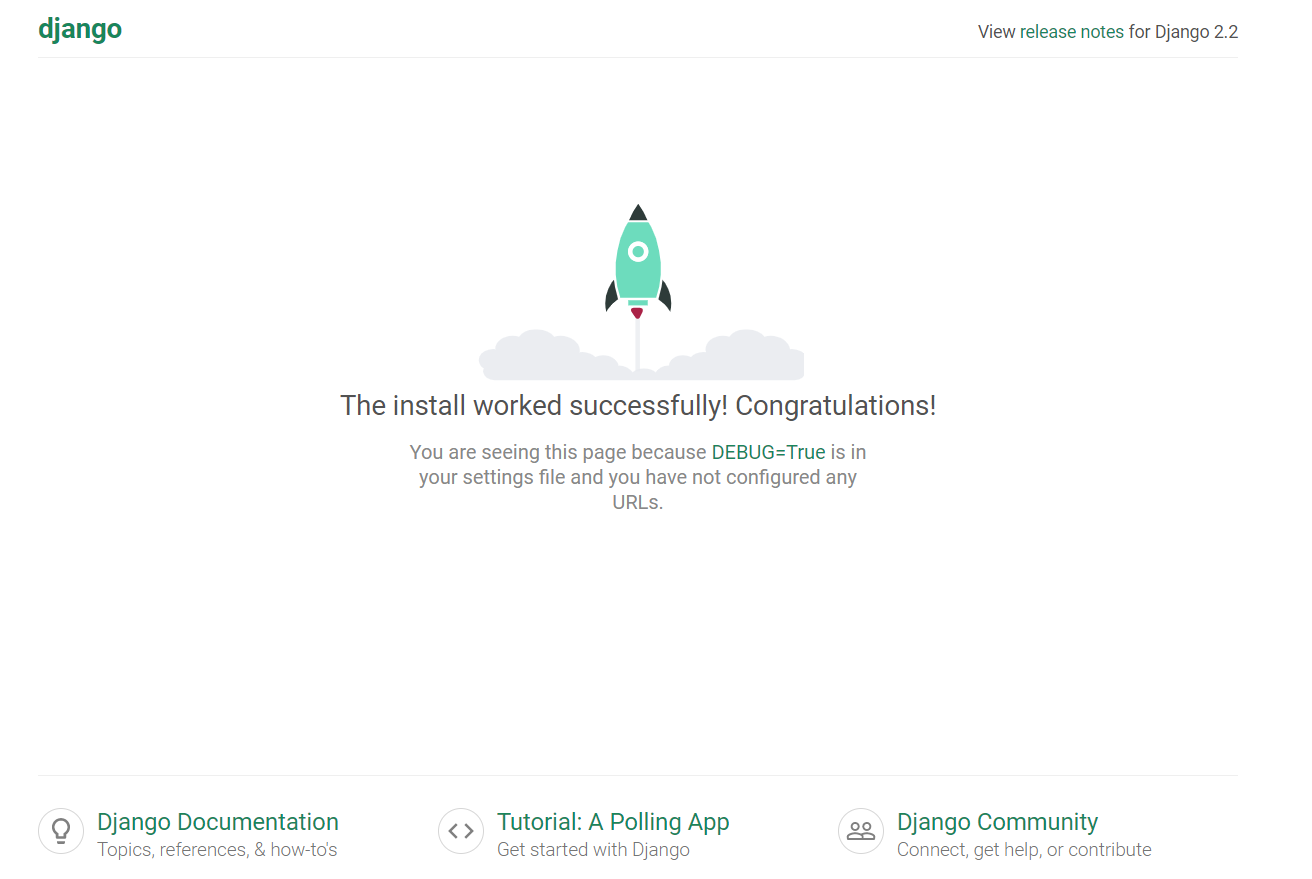 django
View release notes for Django 2.2
The install worked successfully! Congratulations!
You are seeing this page because DEBUG=True is in
your settings file and you have not configured any
URLs.
Django Documentation
Topics, references, & how-to's
Tutorial: A Polling App
Get started with Django
Django Community
Connect, get help, or contribute